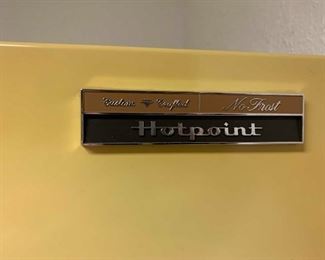 Custom Crafted No Frost
Hotpoint